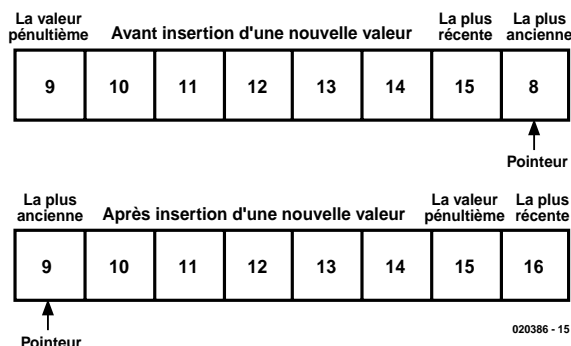 La valeur pénultième
Avant insertion d'une nouvelle valeur
La plus récente
La plus ancienne
9 10 11 12 13 14 15 8
Pointeur
La plus ancienne
Après insertion d'une nouvelle valeur
La valeur pénultième
La plus récente
9 10 11 12 13 14 15 16
Pointeur
020386 - 15